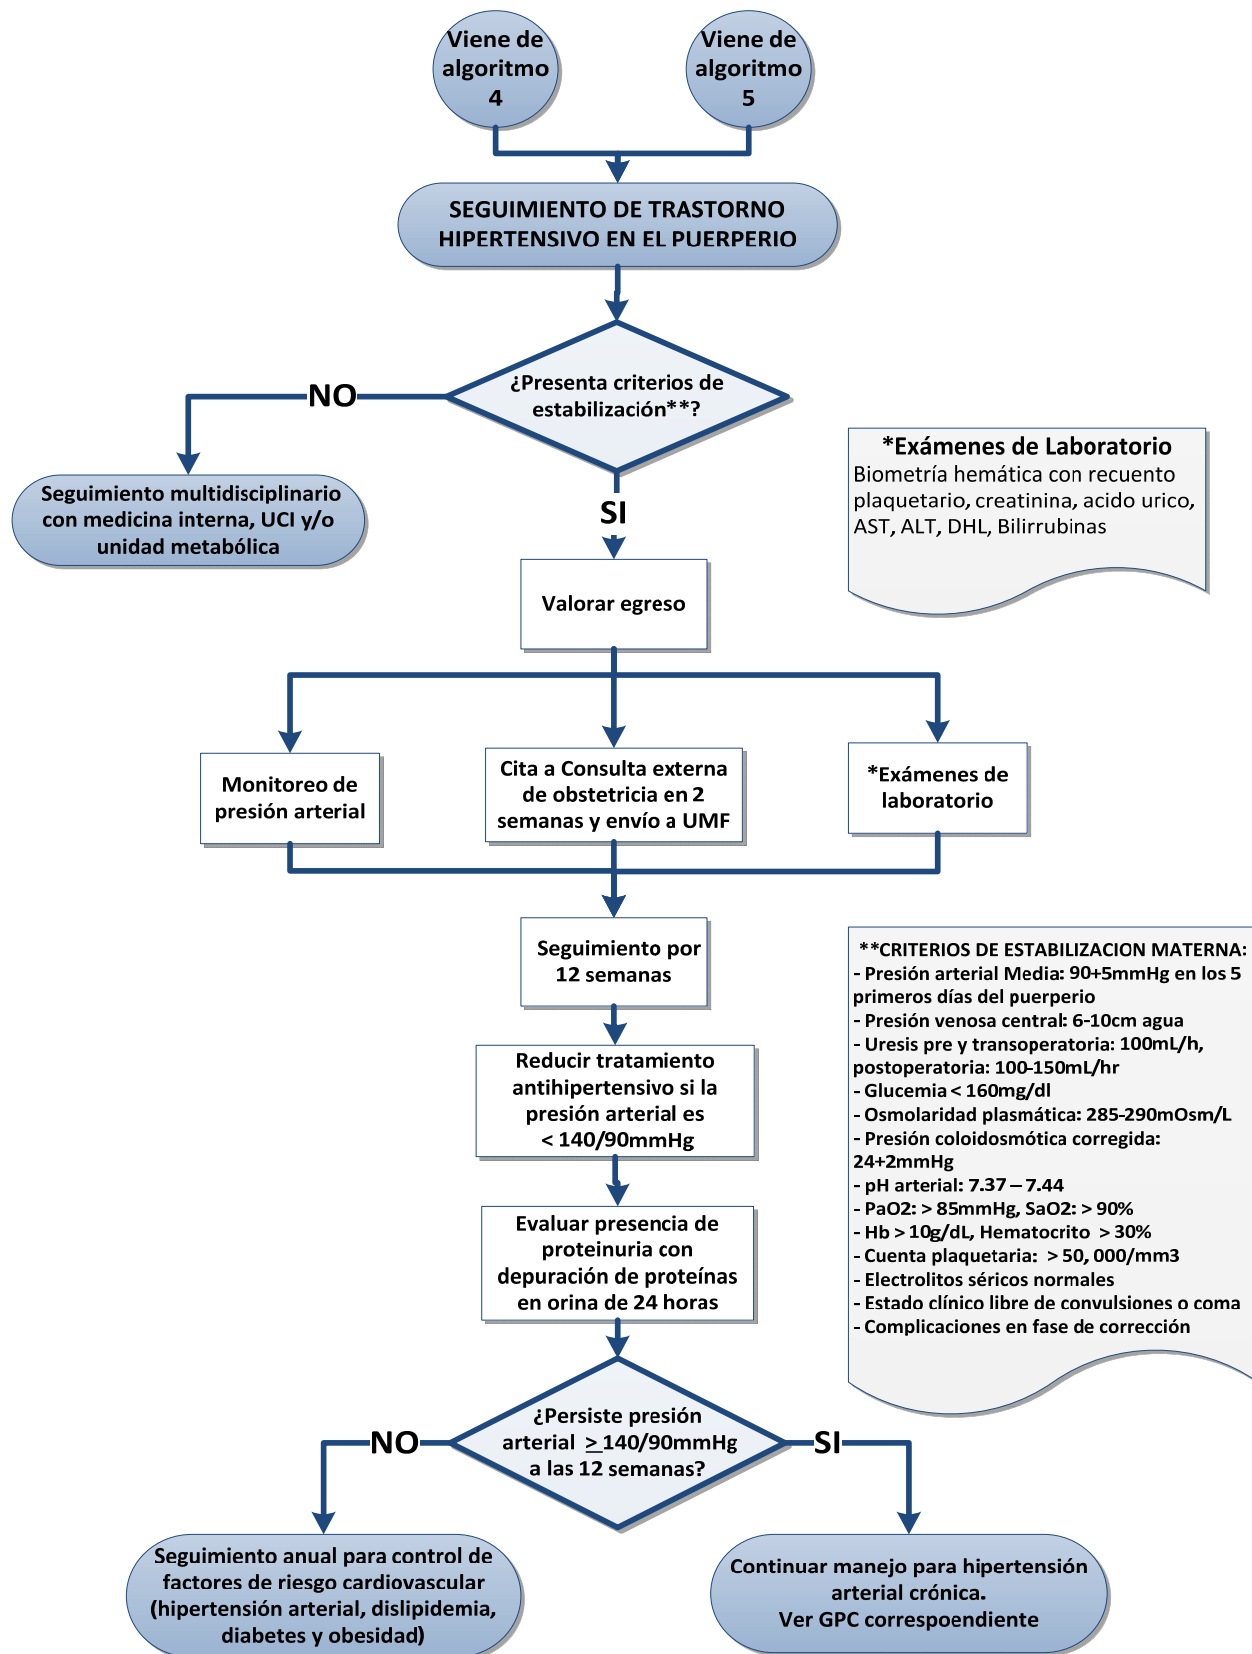 Viene de
algoritmo
4
Viene de
algoritmo
5
SEGUIMIENTO DE TRASTORNO
HIPERTENSIVO EN EL PUERPERIO
¿Presenta criterios de
estabilización**?
NO
Seguimiento multidisciplinario
con medicina interna, UCI y/o
unidad metabólica
SI
*Exámenes de Laboratorio
Biometría hemática con recuento
plaquetario, creatinina, acido urico,
AST, ALT, DHL, Bilirrubinas
Valorar egreso
Monitoreo de
presión arterial
Cita a Consulta externa
de obstetricia en 2
semanas y envío a UMF
*Exámenes de
laboratorio
Seguimiento por
12 semanas
Reducir tratamiento
antihipertensivo si la
presión arterial es
< 140/90mmHg
Evaluar presencia de
proteinuria con
depuración de proteínas
en orina de 24 horas
**CRITERIOS DE ESTABILIZACION MATERNA:
- Presión arterial Media: 90+5mmHg en los 5
primeros días del puerperio
- Presión venosa central: 6-10cm agua
- Uresis pre y transoperatoria: 100mL/h,
postoperatoria: 100-150mL/hr
- Glucemia < 160mg/dl
- Osmolaridad plasmática: 285-290mOsm/L
- Presión coloidosmótica corregida:
24+2mmHg
- pH arterial: 7.37 – 7.44
- PaO2: > 85mmHg, SaO2: > 90%
- Hb > 10g/dL, Hematocrito > 30%
- Cuenta plaquetaria: > 50, 000/mm3
- Electrolitos séricos normales
- Estado clínico libre de convulsiones o coma
- Complicaciones en fase de corrección
¿Persiste presión
arterial ≥ 140/90mmHg
a las 12 semanas?
NO
SI
Seguimiento anual para control de
factores de riesgo cardiovascular
(hipertensión arterial, dislipidemia,
diabetes y obesidad)
Continuar manejo para hipertensión
arterial crónica.
Ver GPC correspoendiente